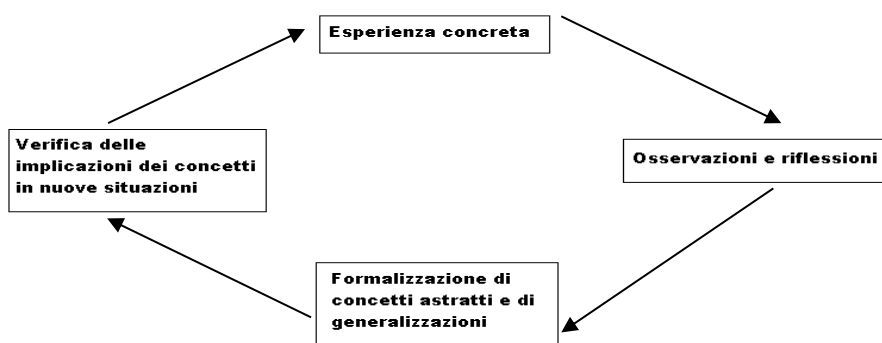 Esperienza concreta
Verifica delle
implicazioni dei concetti
in nuove situazioni
Osservazioni e riflessioni
Formalizzazione di
concetti astratti e di
generalizzazioni